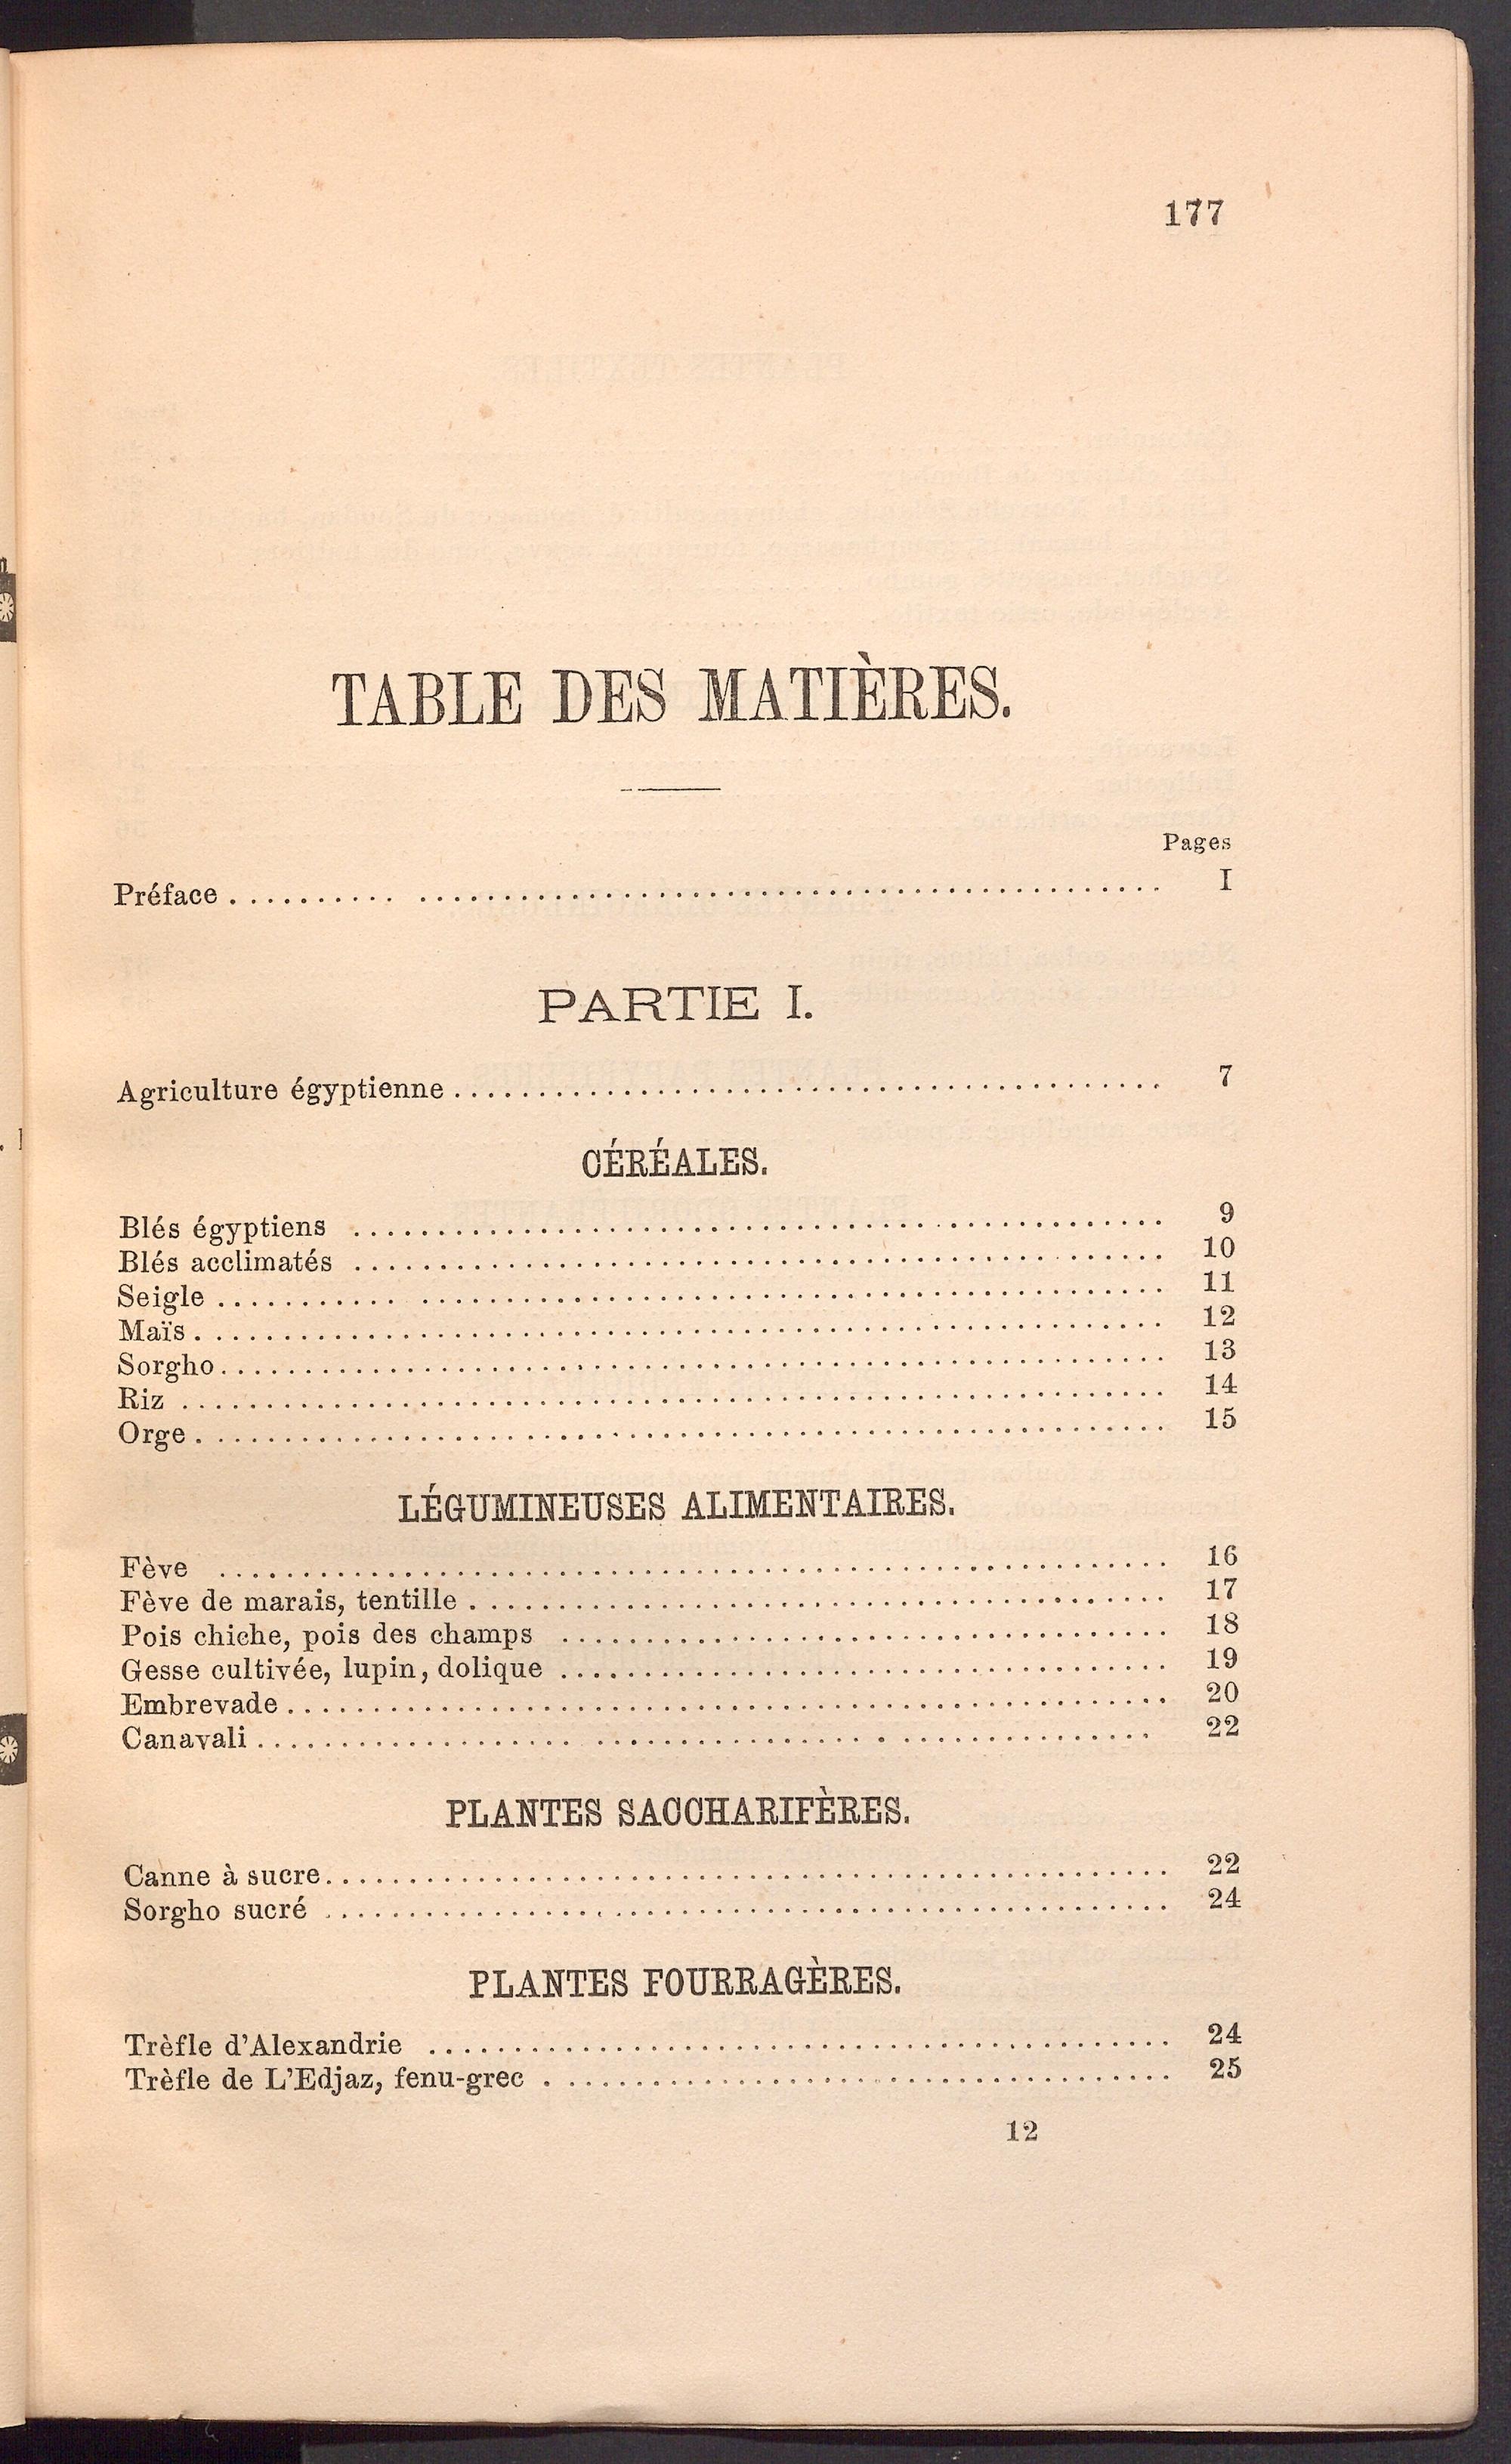 177
TABLE DES MATIÈRES.
Pages
Préface .......... ............................................ I
PARTIE I.
Agriculture égyptienne .......................................... 7
CÉRÉALES.
Blés égyptiens ................................................ 9
Blés acclimatés ................................................ 10
Seigle ........... ............................................ 11
Maïs .......................................................... 12
Sorgho ........................................................ 13
Riz ........................................................... 14
Orge .......................................................... 15
LÉGUMINEUSES ALIMENTAIRES.
Fève ......................................................... 16
Fève de marais, tentille .......................................... 17
Pois chiche, pois des champs .................................... 18
Gesse cultivée, lupin, dolique .................................... 19
Embrevade ..................................................... 20
Canavali ....................................................... 22
PLANTES SACCHARIFÈRES.
Canne à sucre .................................................. 22
Sorgho sucré .................................................. 24
PLANTES FOURRAGÈRES.
Trèfle d'Alexandrie ............................................ 24
Trèfle de L'Edjaz, fenu-grec ..................................... 25
12